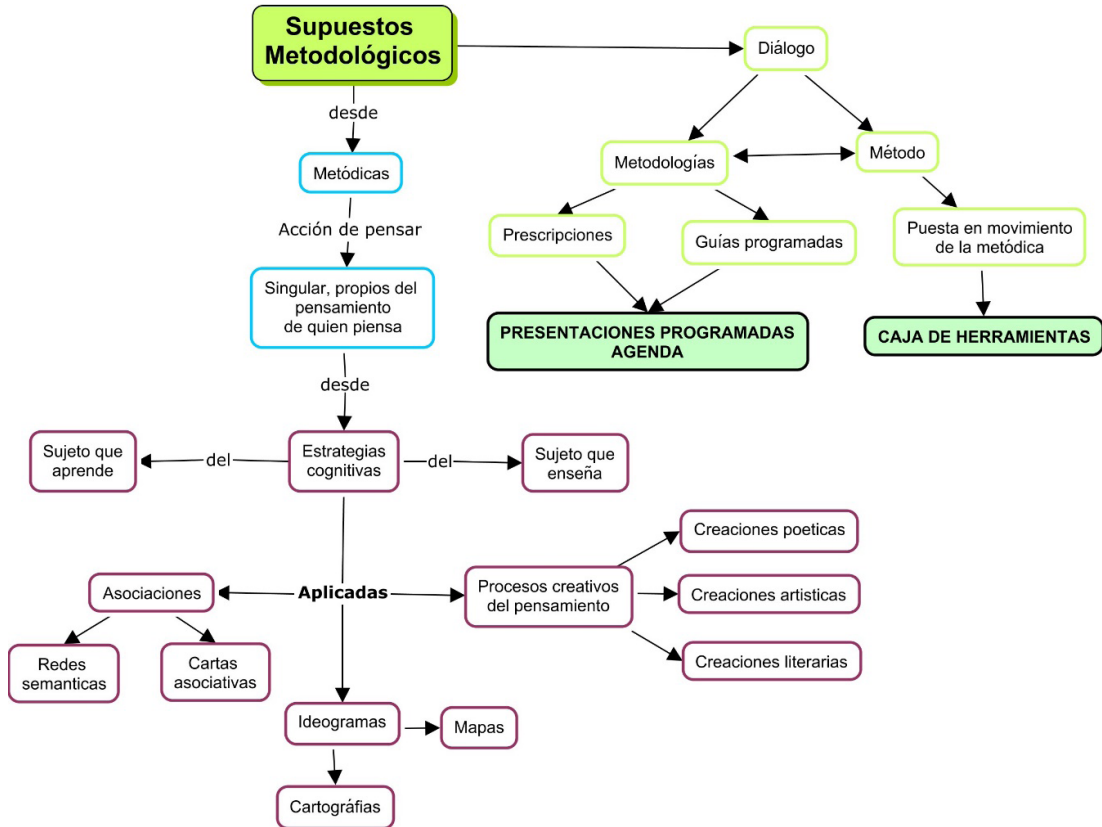 Supuestos
Metodológicos
Diálogo
desde
Metodologías
Método
Metódicas
Acción de pensar
Prescripciones
Guías programadas
Puesta en movimiento
de la metódica
Singular, propios del
pensamiento
de quien piensa
PRESENTACIONES PROGRAMADAS
AGENDA
CAJA DE HERRAMIENTAS
desde
Sujeto que
aprende
del
Estrategias
cognitivas
del
Sujeto que
enseña
Creaciones poeticas
Asociaciones
Aplicadas
Procesos creativos
del pensamiento
Creaciones artisticas
Redes
semanticas
Cartas
asociativas
Creaciones literarias
Ideogramas
Mapas
Cartográfias